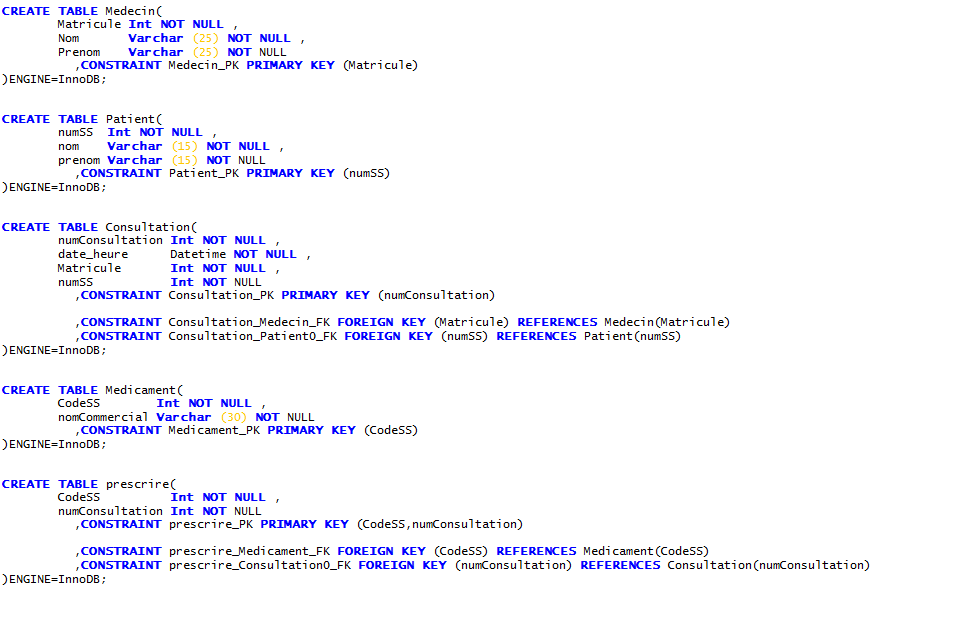 CREATE TABLE Medecin(
        Matricule Int NOT NULL ,
        Nom       Varchar (25) NOT NULL ,
        Prenom    Varchar (25) NOT NULL
	,CONSTRAINT Medecin_PK PRIMARY KEY (Matricule)
)ENGINE=InnoDB;
CREATE TABLE Patient(
        numSS  Int NOT NULL ,
        nom    Varchar (15) NOT NULL ,
        prenom Varchar (15) NOT NULL
	,CONSTRAINT Patient_PK PRIMARY KEY (numSS)
)ENGINE=InnoDB;
CREATE TABLE Consultation(
        numConsultation Int NOT NULL ,
        date_heure      Datetime NOT NULL ,
        Matricule       Int NOT NULL ,
        numSS           Int NOT NULL
	,CONSTRAINT Consultation_PK PRIMARY KEY (numConsultation)
	,CONSTRAINT Consultation_Medecin_FK FOREIGN KEY (Matricule) REFERENCES Medecin(Matricule)
	,CONSTRAINT Consultation_Patient0_FK FOREIGN KEY (numSS) REFERENCES Patient(numSS)
)ENGINE=InnoDB;
CREATE TABLE Medicament(
        CodeSS        Int NOT NULL ,
        nomCommercial Varchar (30) NOT NULL
	,CONSTRAINT Medicament_PK PRIMARY KEY (CodeSS)
)ENGINE=InnoDB;
CREATE TABLE prescrire(
        CodeSS          Int NOT NULL ,
        numConsultation Int NOT NULL
	,CONSTRAINT prescrire_PK PRIMARY KEY (CodeSS,numConsultation)
	,CONSTRAINT prescrire_Medicament_FK FOREIGN KEY (CodeSS) REFERENCES Medicament(CodeSS)
	,CONSTRAINT prescrire_Consultation0_FK FOREIGN KEY (numConsultation) REFERENCES Consultation(numConsultation)
)ENGINE=InnoDB;